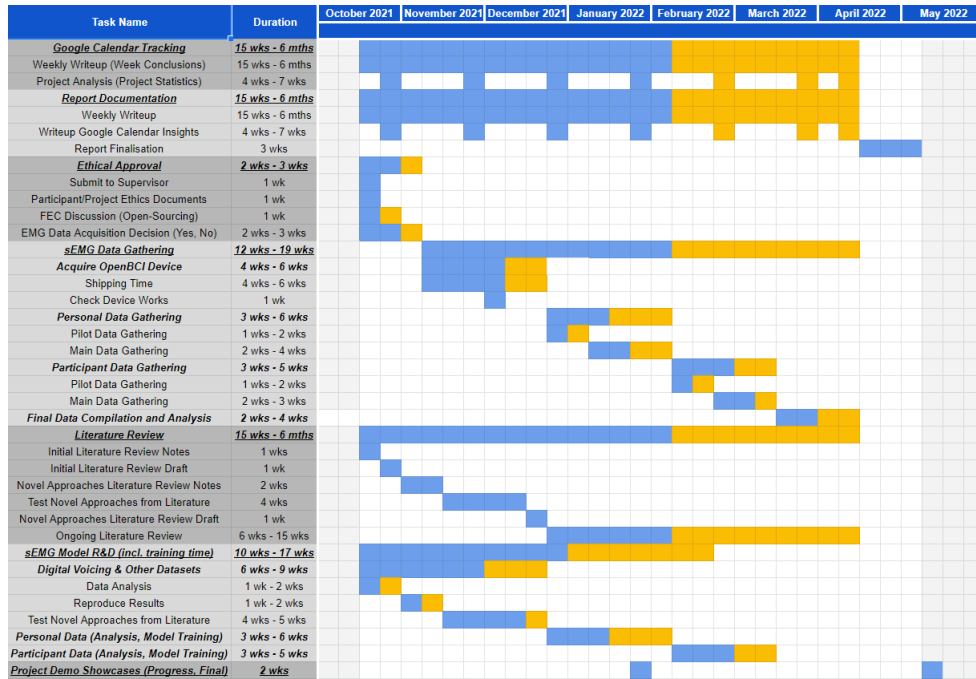 Task Name Duration October 2021 November 2021 December 2021 January 2022 February 2022 March 2022 April 2022 May 2022
Google Calendar Tracking 15 wks - 6 mths
Weekly Writeup (Week Conclusions) 15 wks - 6 mths
Project Analysis (Project Statistics) 4 wks - 7 wks
Report Documentation 15 wks - 6 mths
Weekly Writeup 15 wks - 6 mths
Writeup Google Calendar Insights 4 wks - 7 wks
Report Finalisation 3 wks
Ethical Approval 2 wks - 3 wks
Submit to Supervisor 1 wk
Participant/Project Ethics Documents 1 wk
FEC Discussion (Open-Sourcing) 1 wk
EMG Data Acquisition Decision (Yes, No) 2 wks - 3 wks
sEMG Data Gathering 12 wks - 19 wks
Acquire OpenBCI Device 4 wks - 6 wks
Shipping Time 4 wks - 6 wks
Check Device Works 1 wk
Personal Data Gathering 3 wks - 6 wks
Pilot Data Gathering 1 wks - 2 wks
Main Data Gathering 2 wks - 4 wks
Participant Data Gathering 3 wks - 5 wks
Pilot Data Gathering 1 wks - 2 wks
Main Data Gathering 2 wks - 3 wks
Final Data Compilation and Analysis 2 wks - 4 wks
Literature Review 15 wks - 6 mths
Initial Literature Review Notes 1 wks
Initial Literature Review Draft 1 wk
Novel Approaches Literature Review Notes 2 wks
Test Novel Approaches from Literature 4 wks
Novel Approaches Literature Review Draft 1 wk
Ongoing Literature Review 6 wks - 15 wks
sEMG Model R&D (incl. training time) 10 wks - 17 wks
Digital Voicing & Other Datasets 6 wks - 9 wks
Data Analysis 1 wk - 2 wks
Reproduce Results 1 wk - 2 wks
Test Novel Approaches from Literature 4 wks - 5 wks
Personal Data (Analysis, Model Training) 3 wks - 6 wks
Participant Data (Analysis, Model Training) 3 wks - 5 wks
Project Demo Showcases (Progress, Final) 2 wks